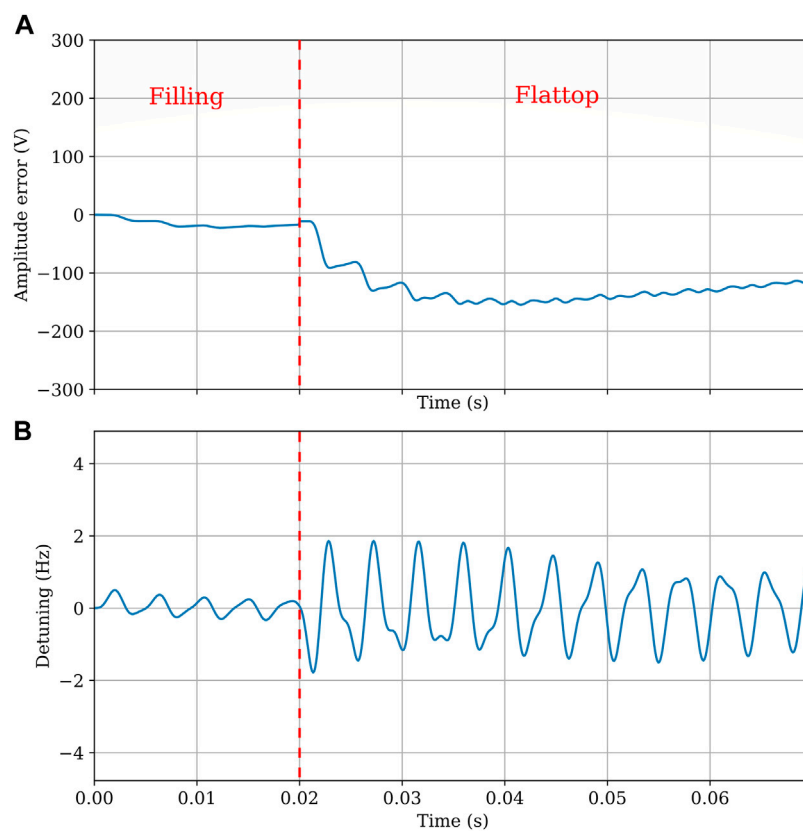 A
300
200
100
0
−100
−200
−300
Amplitude error (V)
Filling
Flattop
Time (s)
B
4
2
0
−2
−4
Detuning (Hz)
0.00 0.01 0.02 0.03 0.04 0.05 0.06
Time (s)